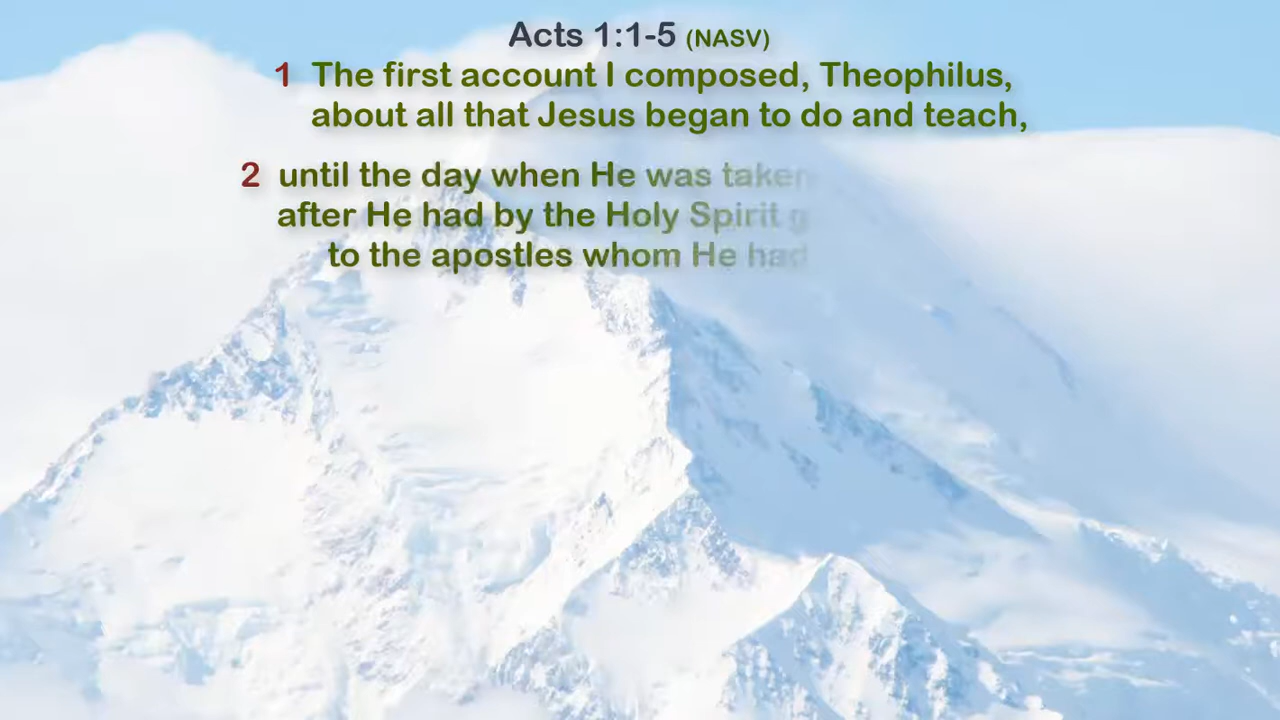 Acts 1:1-5 (NASV)
1 The first account I composed, Theophilus,
about all that Jesus began to do and teach,
2 until the day when He was taken
after He had by the Holy Spirit
to the apostles whom He had